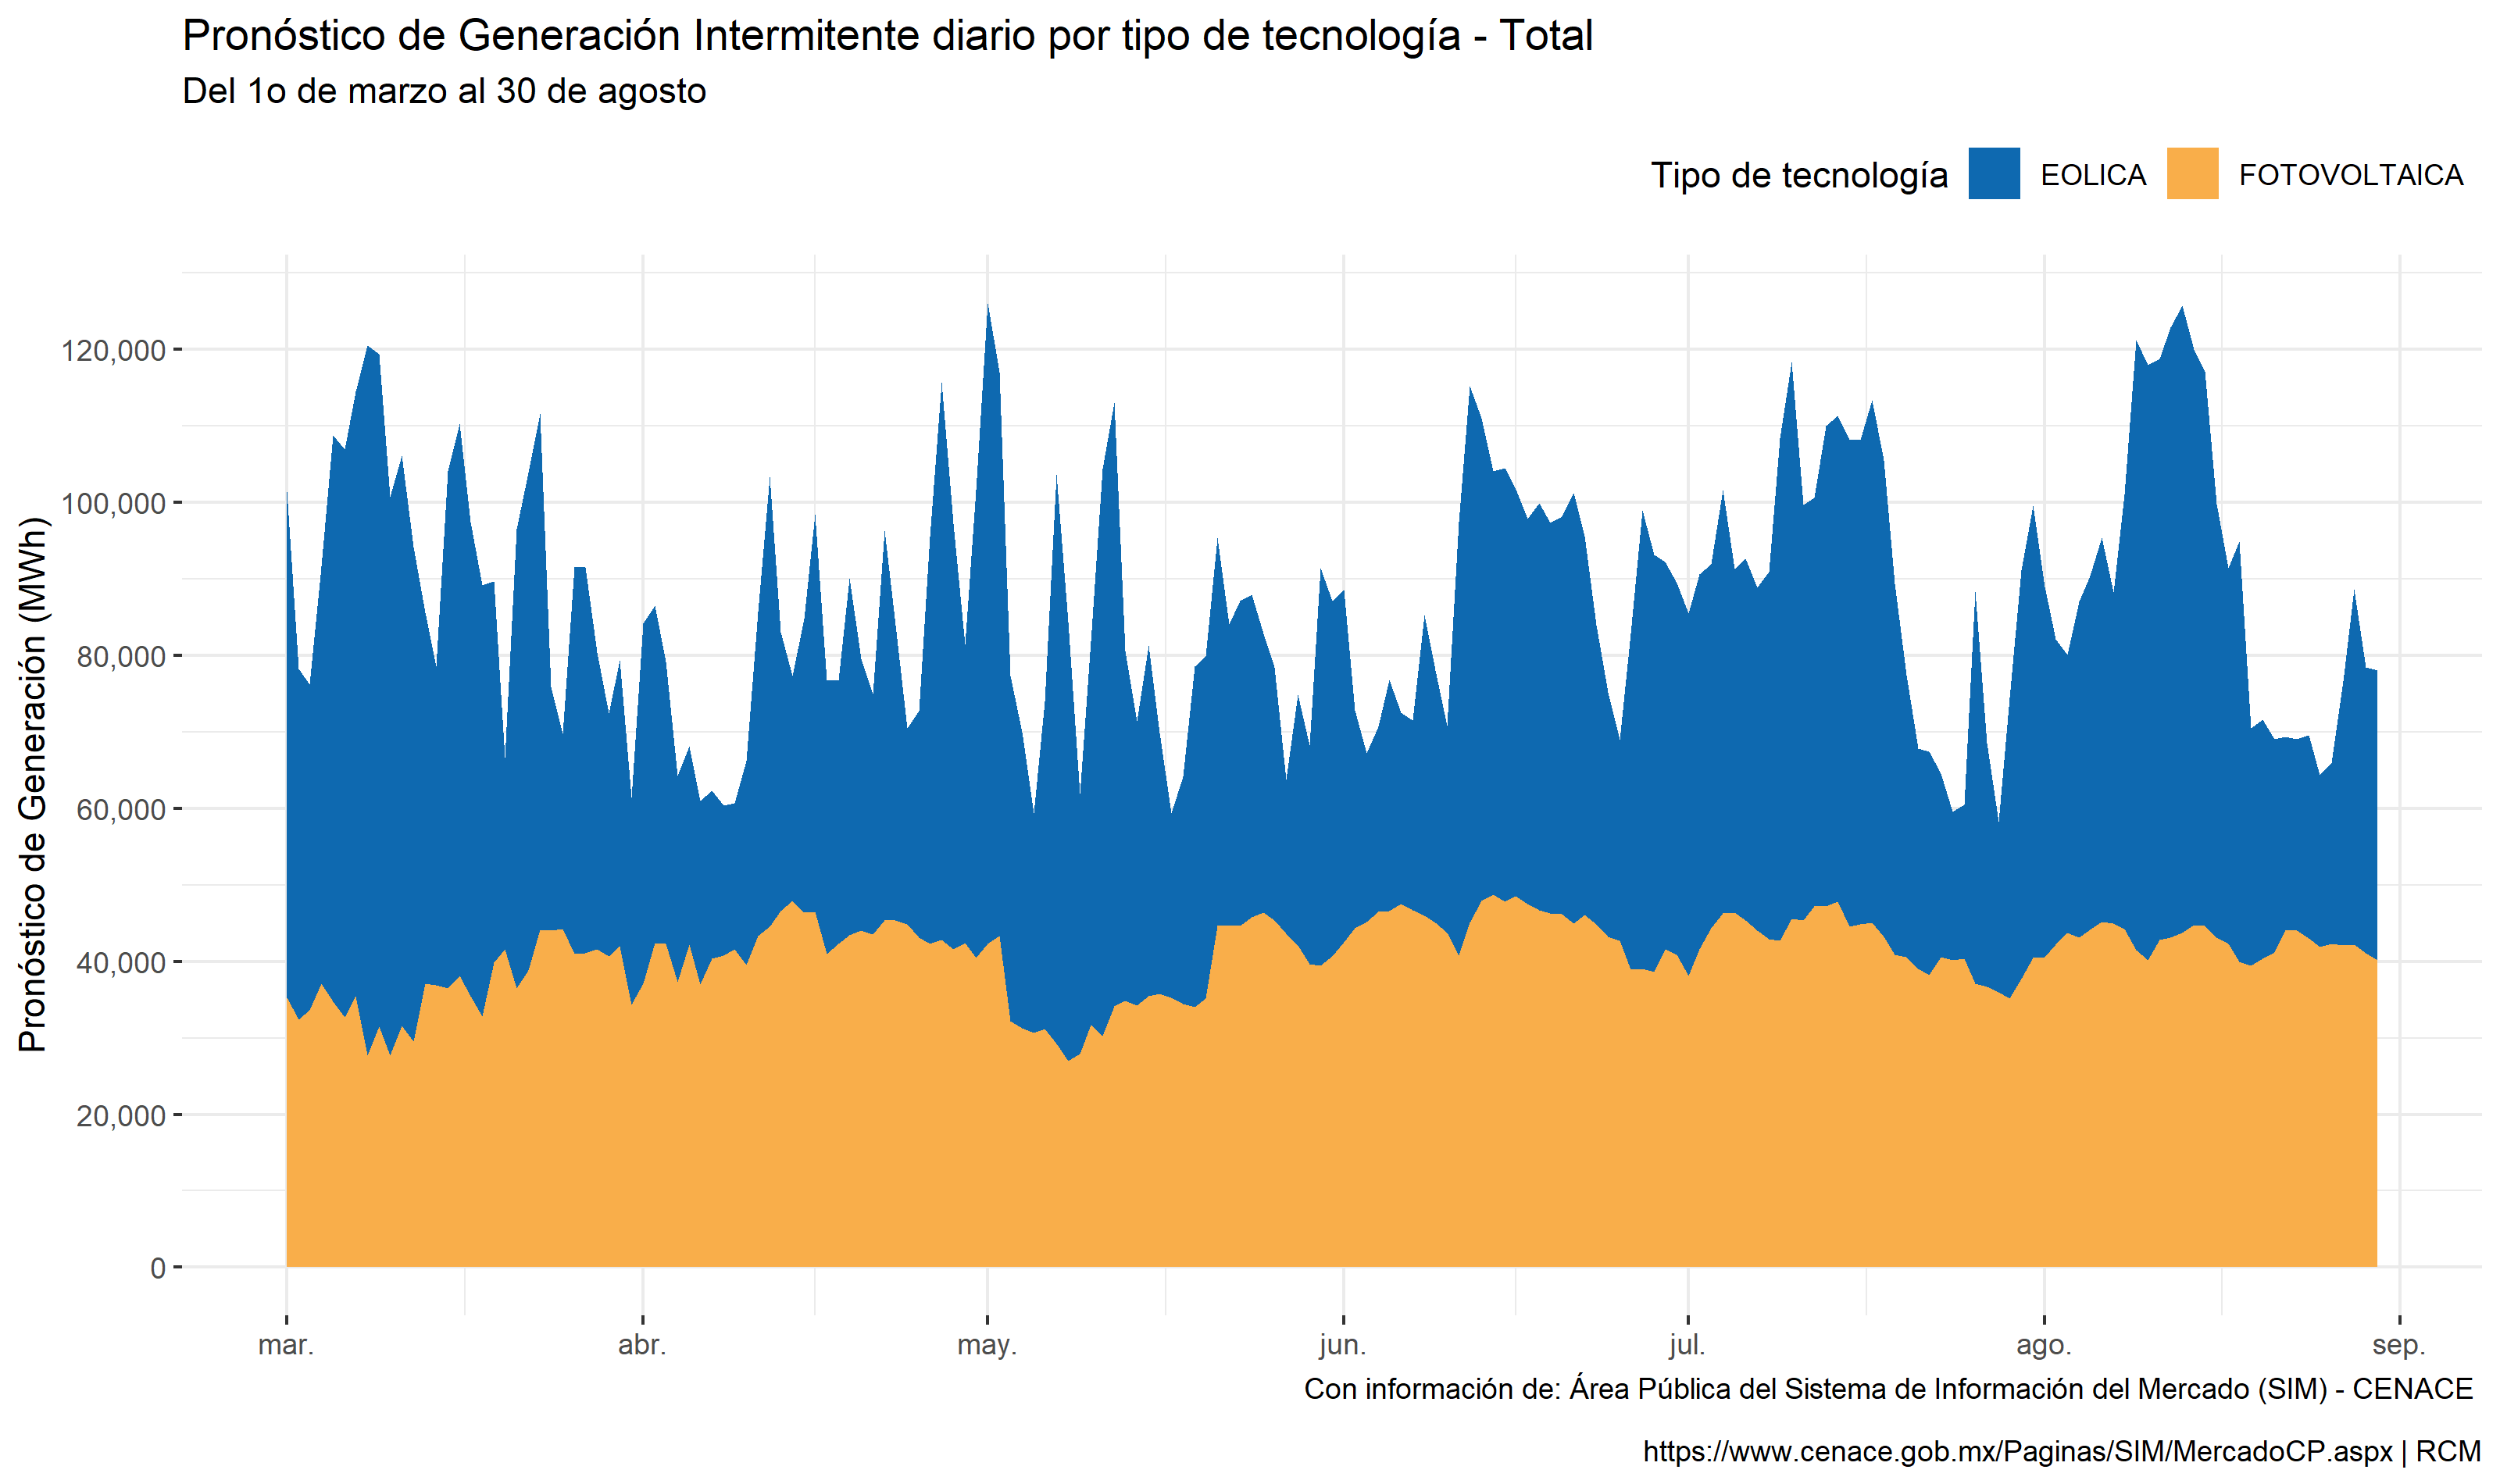 Pronóstico de Generación Intermitente diario por tipo de tecnología - Total
Del 1o de marzo al 30 de agosto
Tipo de tecnología EOLICA FOTOVOLTAICA
Pronóstico de Generación (MWh)
120,000
100,000
80,000
60,000
40,000
20,000
0
mar. abr. may. jun. jul. ago. sep.
Con información de: Área Pública del Sistema de Información del Mercado (SIM) - CENACE
https://www.cenace.gob.mx/Paginas/SIM/MercadoCP.aspx | RCM